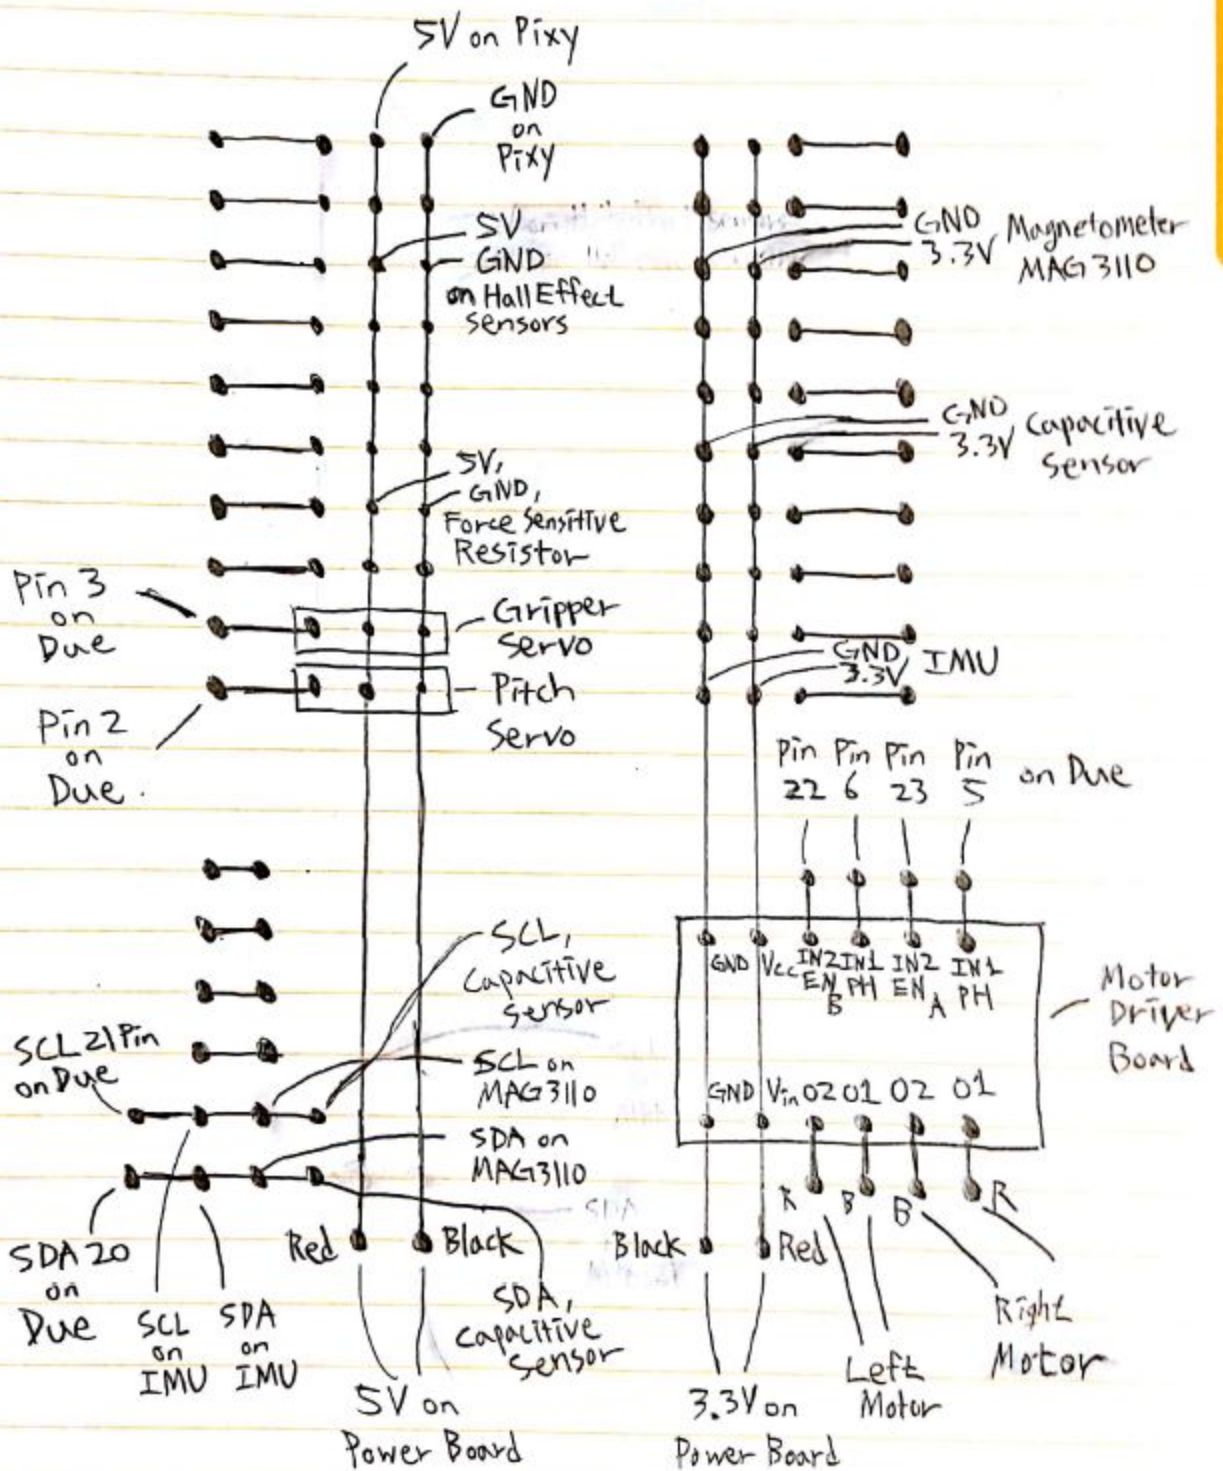 5V on Pixy
GND
on
Pixy
5V
GND
on Hall Effect
Sensors
GND
3.3V
Magnetometer
MAG3110
GND
3.3V
Capacitive
Sensor
5V,
GND,
Force Sensitive
Resistor
Pin 3
on
Due
Gripper
Servo
Pitch
Servo
Pin 2
on
Due.
GND
3.3V
IMU
Pin Pin Pin Pin
22 6 23 5
on Due
GND Vcc IN2 IN1 IN2 IN1
EN PH EN PH
B A
Motor
Driver
Board
GND Vin O2 O1 O2 O1
R B B R
SCL,
Capacitive
Sensor
SCL 21 Pin
on Due
SCL on
MAG3110
SDA on
MAG3110
SDA 20
on
Due
SCL
on
IMU
SDA
on
IMU
Red
Black
SDA,
Capacitive
Sensor
5V on
Power Board
Black
Red
3.3V on
Power Board
Left
Motor
Right
Motor